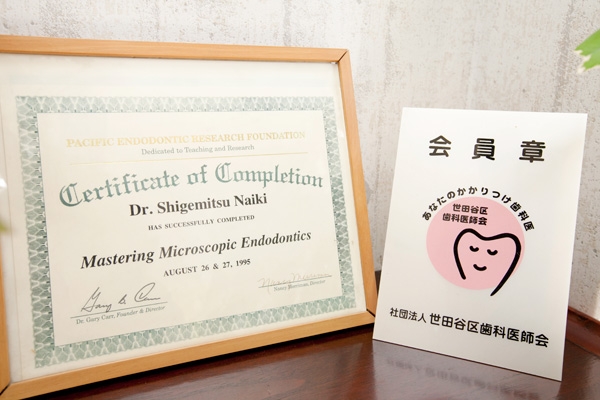 PACIFIC ENDODONTIC RESEARCH FOUNDATION
Dedicated to Teaching and Research
Certificate of Completion
Dr. Shigemitsu Naiki
HAS SUCCESSFULLY COMPLETED
Mastering Microscopic Endodontics
AUGUST 26 & 27, 1995
Dr. Gary Carr, Founder & Director
会員章
あなたのかかりつけ歯科医
世田谷区
歯科医師会
社団法人 世田谷区歯科医師会